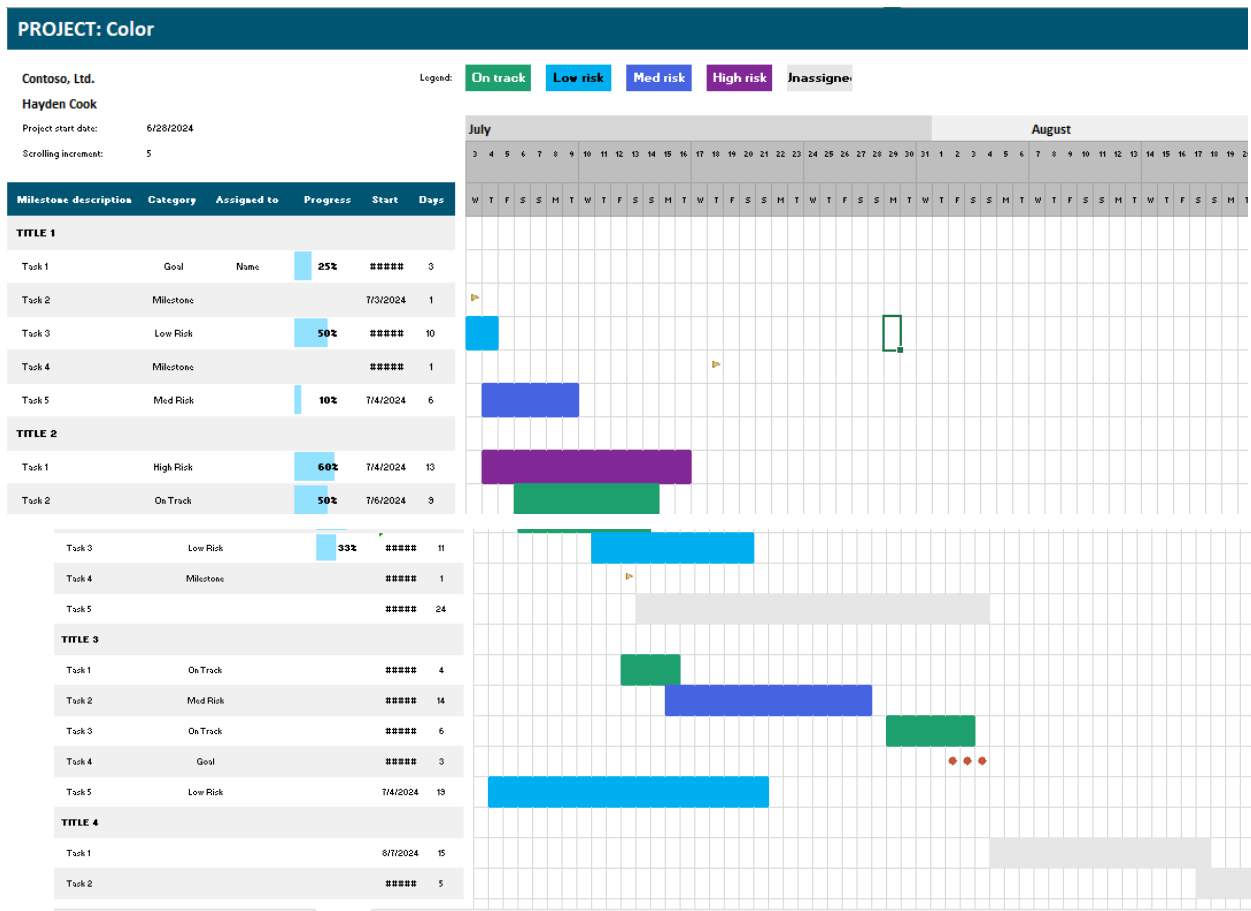 PROJECT: Color
Contoso, Ltd.
Legend: On track Low risk Med risk High risk Unassigned
Hayden Cook
Project start date: 6/28/2024
July August
Scrolling increment: 5
3 4 5 6 7 8 9 10 11 12 13 14 15 16 17 18 19 20 21 22 23 24 25 26 27 28 29 30 31 1 2 3 4 5 6 7 8 9 10 11 12 13 14 15 16 17 18 19
Milestone description Category Assigned to Progress Start Days W T F S S M T W T F S S M T W T F S S M T W T F S S M T W T F S S M T W T F S S M T W T F S S M
TITLE 1
Task 1 Goal Name 25% ##### 3
Task 2 Milestone 7/3/2024 1
Task 3 Low Risk 50% ##### 10
Task 4 Milestone ##### 1
Task 5 Med Risk 10% 7/4/2024 6
TITLE 2
Task 1 High Risk 60% 7/4/2024 13
Task 2 On Track 50% 7/6/2024 9
Task 3 Low Risk 33% ##### 11
Task 4 Milestone ##### 1
Task 5 ##### 24
TITLE 3
Task 1 On Track ##### 4
Task 2 Med Risk ##### 14
Task 3 On Track ##### 6
Task 4 Goal ##### 3
Task 5 Low Risk 7/4/2024 19
TITLE 4
Task 1 8/7/2024 15
Task 2 ##### 5